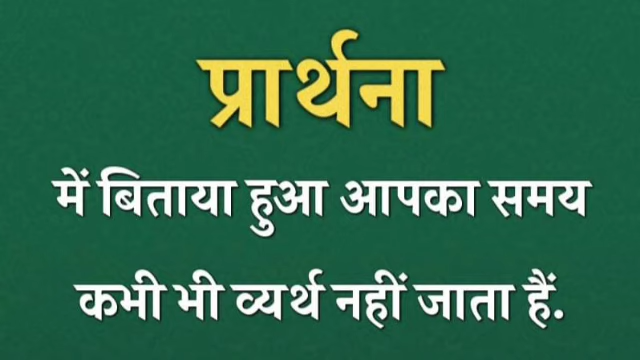 प्रार्थना
में बिताया हुआ आपका समय
कभी भी व्यर्थ नहीं जाता हैं.